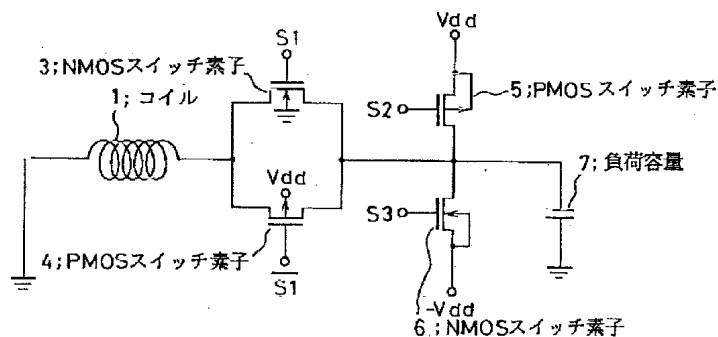 S1
Vdd
3;NMOSスイッチ素子
1;コイル
5;PMOSスイッチ素子
S2
7;負荷容量
Vdd
S3
4;PMOSスイッチ素子
S1
-Vdd
6;NMOSスイッチ素子